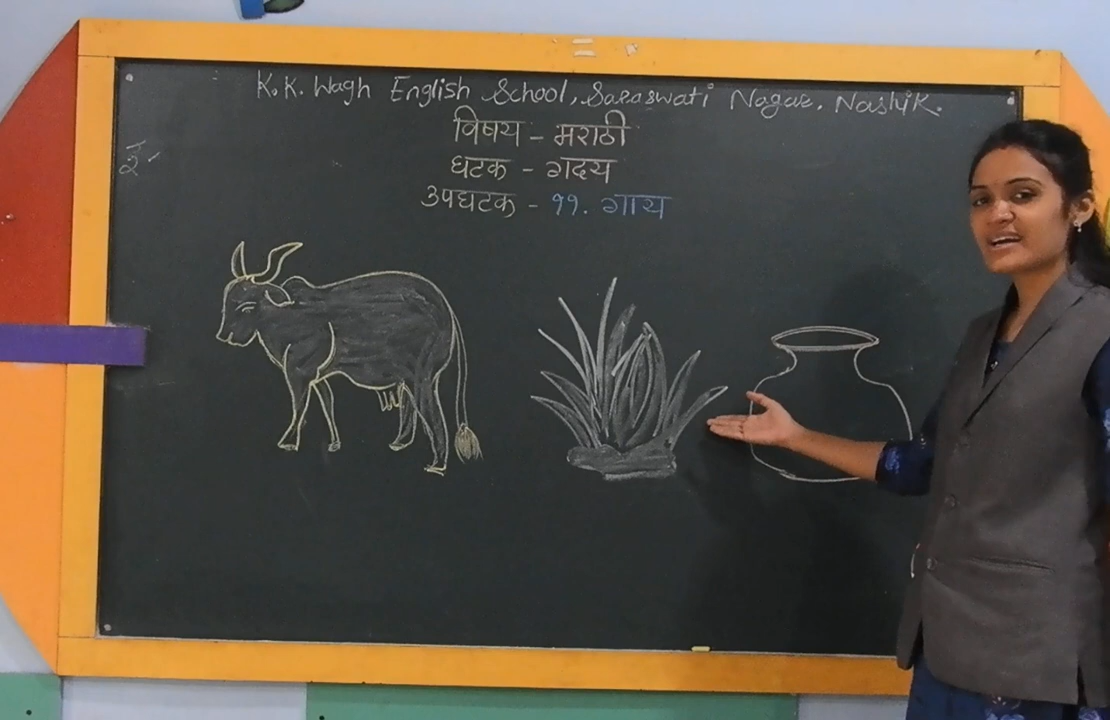 K.K. Wagh English School, Saraswati Nagar, Nashik.
विषय - मराठी
घटक - गदय
उपघटक - ११. गाय